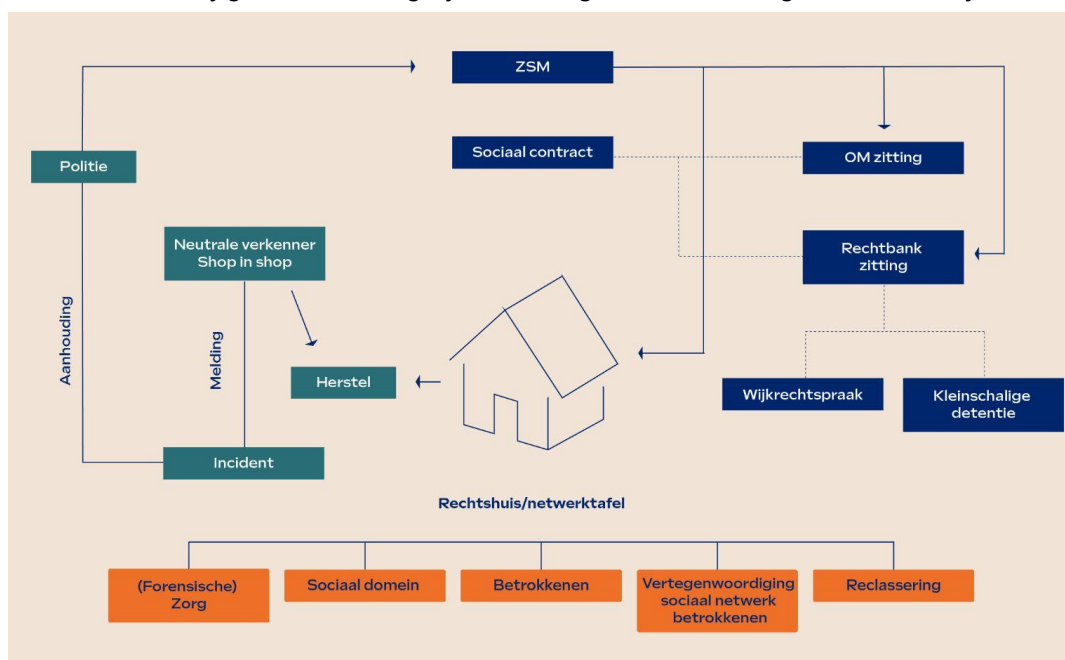 ZSM
Sociaal contract
OM zitting
Politie
Neutrale verkenner
Shop in shop
Rechtbank
zitting
Aanhouding
Melding
Herstel
Wijkrechtspraak
Kleinschalige
detentie
Incident
Rechtshuis/netwerktafel
(Forensische)
Zorg
Sociaal domein
Betrokkenen
Vertegenwoordiging
sociaal netwerk
betrokkenen
Reclassering